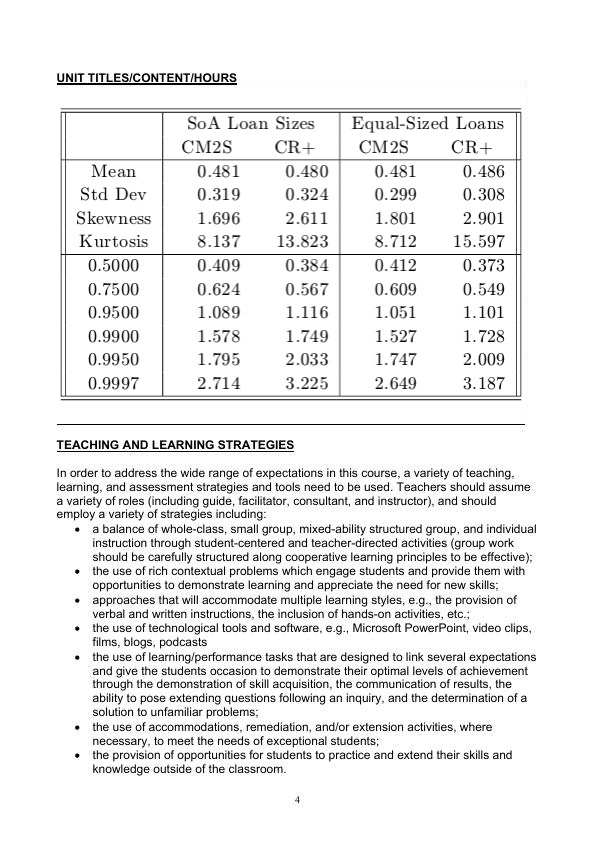 UNIT TITLES/CONTENT/HOURS
SoA Loan Sizes Equal-Sized Loans
CM2S CR+ CM2S CR+
Mean 0.481 0.480 0.481 0.486
Std Dev 0.319 0.324 0.299 0.308
Skewness 1.696 2.611 1.801 2.901
Kurtosis 8.137 13.823 8.712 15.597
0.5000 0.409 0.384 0.412 0.373
0.7500 0.624 0.567 0.609 0.549
0.9500 1.089 1.116 1.051 1.101
0.9900 1.578 1.749 1.527 1.728
0.9950 1.795 2.033 1.747 2.009
0.9997 2.714 3.225 2.649 3.187
TEACHING AND LEARNING STRATEGIES
In order to address the wide range of expectations in this course, a variety of teaching,
learning, and assessment strategies and tools need to be used. Teachers should assume
a variety of roles (including guide, facilitator, consultant, and instructor), and should
employ a variety of strategies including:
• a balance of whole-class, small group, mixed-ability structured group, and individual
instruction through student-centered and teacher-directed activities (group work
should be carefully structured along cooperative learning principles to be effective);
• the use of rich contextual problems which engage students and provide them with
opportunities to demonstrate learning and appreciate the need for new skills;
• approaches that will accommodate multiple learning styles, e.g., the provision of
verbal and written instructions, the inclusion of hands-on activities, etc.;
• the use of technological tools and software, e.g., Microsoft PowerPoint, video clips,
films, blogs, podcasts
• the use of learning/performance tasks that are designed to link several expectations
and give the students occasion to demonstrate their optimal levels of achievement
through the demonstration of skill acquisition, the communication of results, the
ability to pose extending questions following an inquiry, and the determination of a
solution to unfamiliar problems;
• the use of accommodations, remediation, and/or extension activities, where
necessary, to meet the needs of exceptional students;
• the provision of opportunities for students to practice and extend their skills and
knowledge outside of the classroom.
4